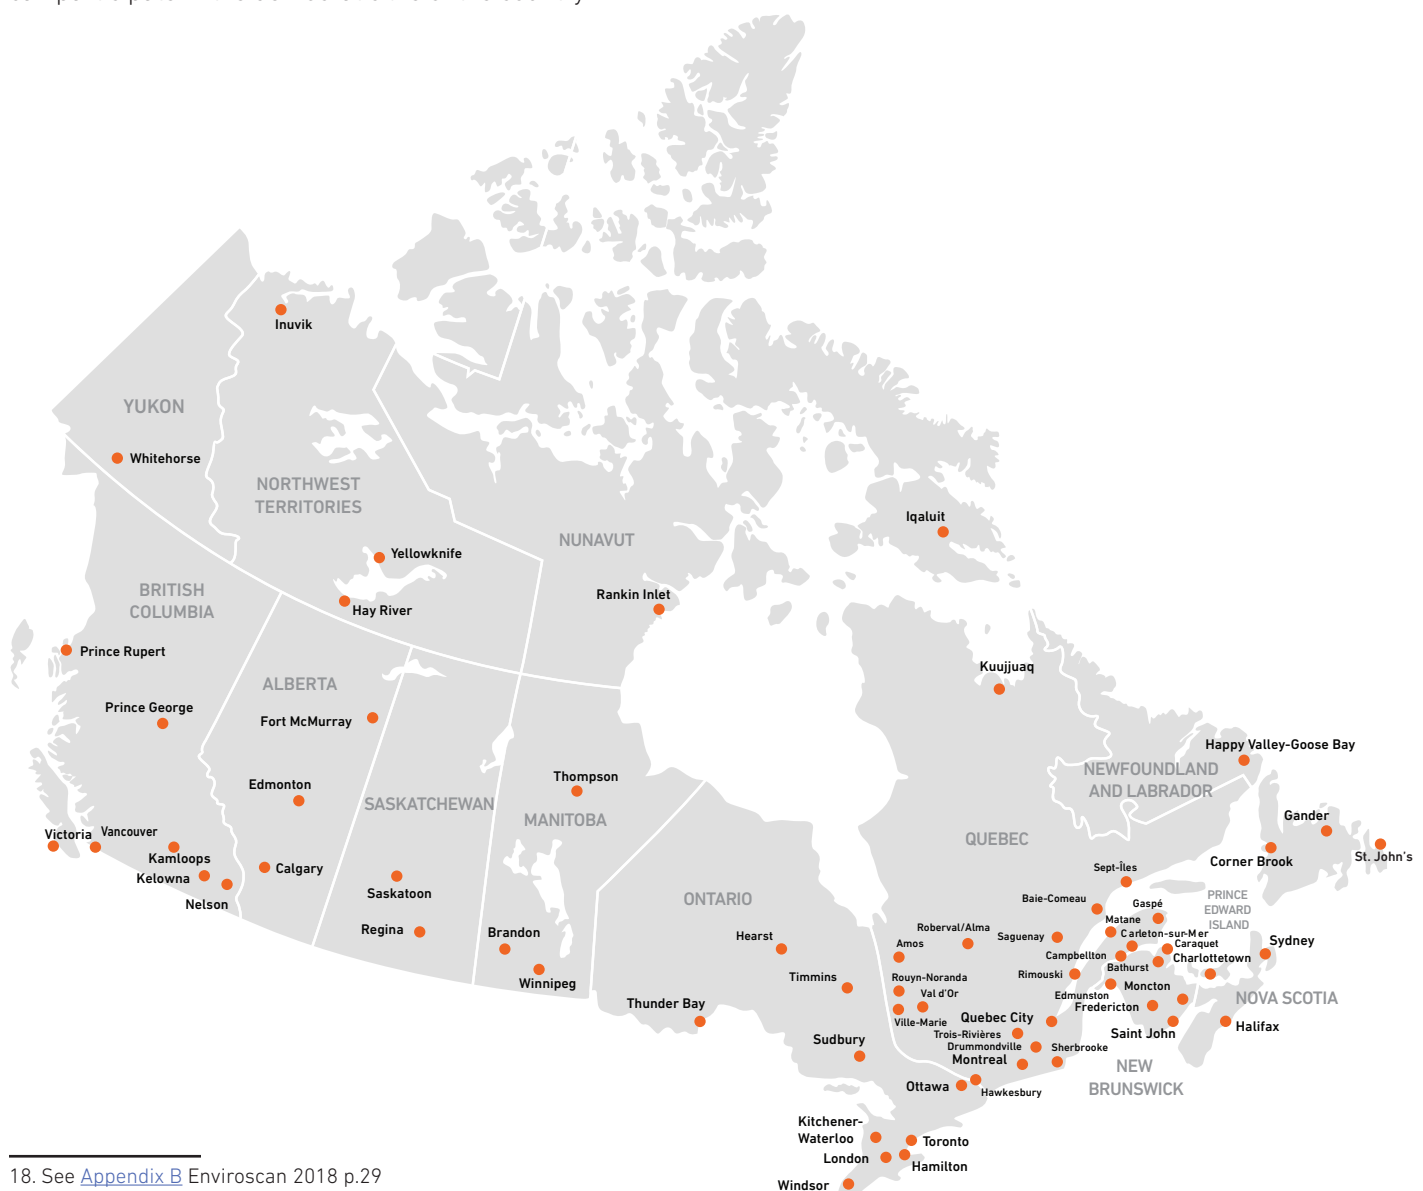 Inuvik
YUKON
Whitehorse
NORTHWEST
TERRITORIES
Iqaluit
NUNAVUT
Yellowknife
BRITISH
COLUMBIA
Rankin Inlet
Hay River
Prince Rupert
Kuujjuaq
ALBERTA
Prince George
Fort McMurray
Happy Valley-Goose Bay
NEWFOUNDLAND
AND LABRADOR
Thompson
Edmonton
SASKATCHEWAN
MANITOBA
Gander
Victoria
Vancouver
QUEBEC
Kamloops
St. John's
Corner Brook
Calgary
Sept-Îles
Kelowna
Saskatoon
Nelson
ONTARIO
Baie-Comeau
Gaspé
PRINCE
EDWARD
ISLAND
Matane
Regina
Brandon
Hearst
Roberval/Alma
Saguenay
Carleton-sur-Mer
Amos
Caraquet
Sydney
Campbellton
Charlottetown
Bathurst
Winnipeg
Timmins
Rouyn-Noranda
Rimouski
Moncton
Val d'Or
Edmunston
NOVA SCOTIA
Thunder Bay
Fredericton
Ville-Marie
Quebec City
Halifax
Saint John
Trois-Rivières
Sudbury
Drummondville
Sherbrooke
Montreal
NEW
BRUNSWICK
Ottawa
Hawkesbury
Kitchener-
Waterloo
Toronto
London
Hamilton
18. See Appendix B Enviroscan 2018 p.29
Windsor